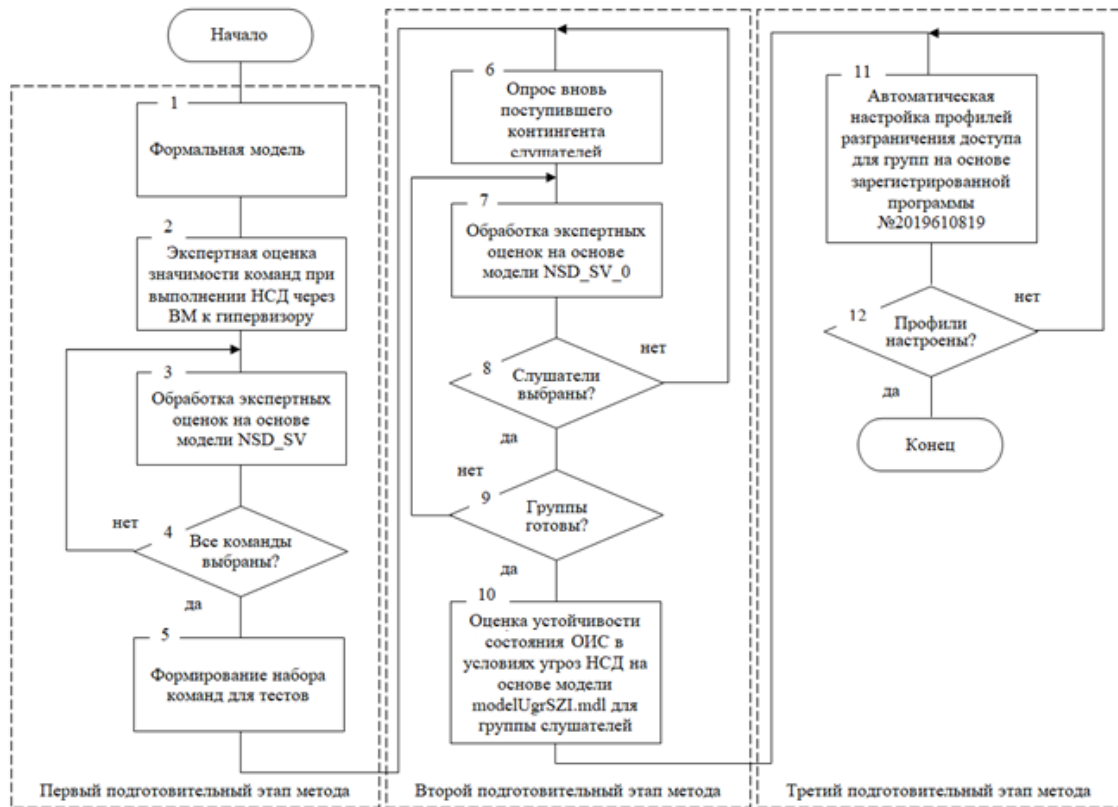 Начало
1
Формальная модель
2
Экспертная оценка
значимости команд при
выполнении НСД через
ВМ к гипервизору
3
Обработка экспертных
оценок на основе
модели NSD_SV
нет
4
Все команды
выбраны?
да
5
Формирование набора
команд для тестов
Первый подготовительный этап метода
6
Опрос вновь
поступившего
контингента
слушателей
7
Обработка экспертных
оценок на основе
модели NSD_SV_0
нет
8
Слушатели
выбраны?
да
нет
9
Группы
готовы?
да
10
Оценка устойчивости
состояния ОИС в
условиях угроз НСД на
основе модели
modelUgrSZI.mdl для
группы слушателей
Второй подготовительный этап метода
11
Автоматическая
настройка профилей
разграничения доступа
для групп на основе
зарегистрированной
программы
№2019610819
нет
12
Профили
настроены?
да
Конец
Третий подготовительный этап метода